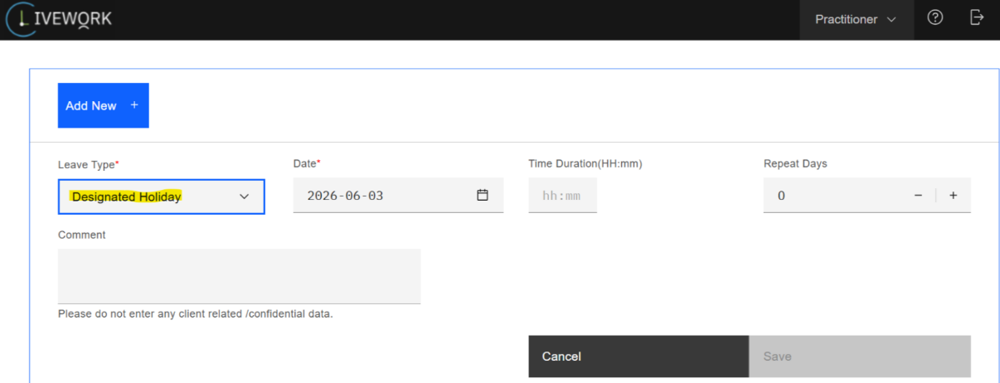 LIVEWORK
Practitioner
Add New +
Leave Type* Date* Time Duration(HH:mm) Repeat Days
Designated Holiday 2026-06-03 hh:mm 0 − | +
Comment
Please do not enter any client related /confidential data.
Cancel Save